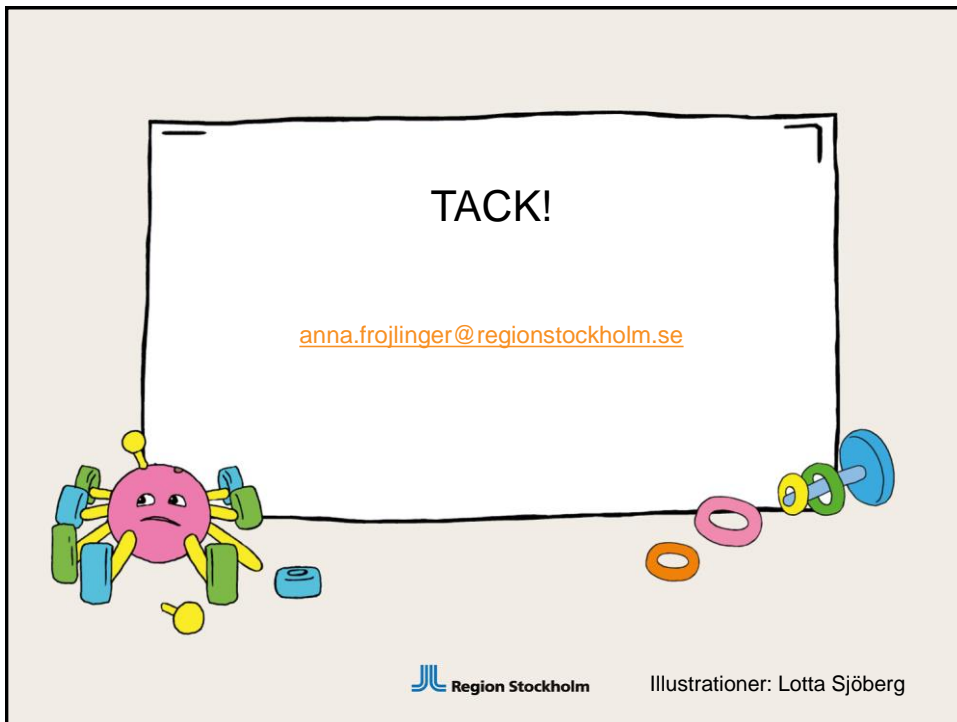 TACK!
anna.frojlinger@regionstockholm.se
Region Stockholm
Illustrationer: Lotta Sjöberg